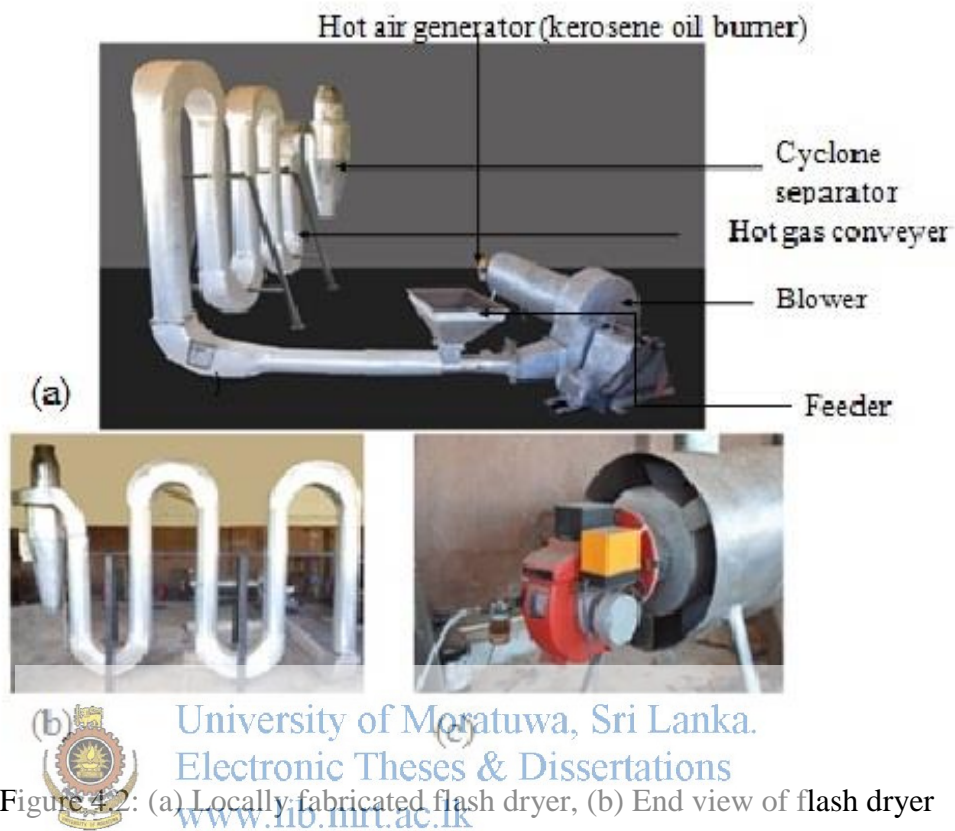 Hot air generator (kerosene oil burner)
Cyclone
separator
Hot gas conveyer
Blower
Feeder
(a)
(b)
(c)
University of Moratuwa, Sri Lanka.
Electronic Theses & Dissertations
www.lib.mrt.ac.lk
Figure 4.2: (a) Locally fabricated flash dryer, (b) End view of flash dryer